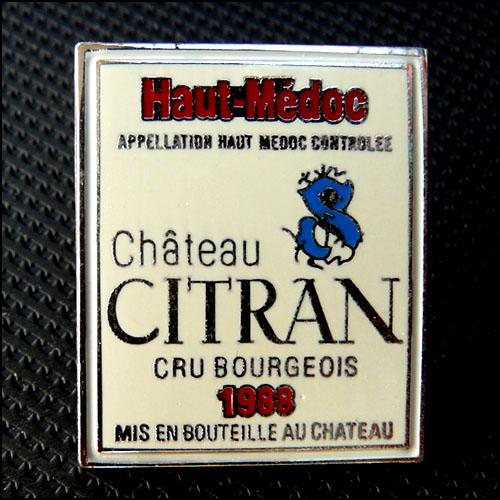 Haut-Médoc
APPELLATION HAUT MEDOC CONTROLEE
Château
CITRAN
CRU BOURGEOIS
1988
MIS EN BOUTEILLE AU CHATEAU